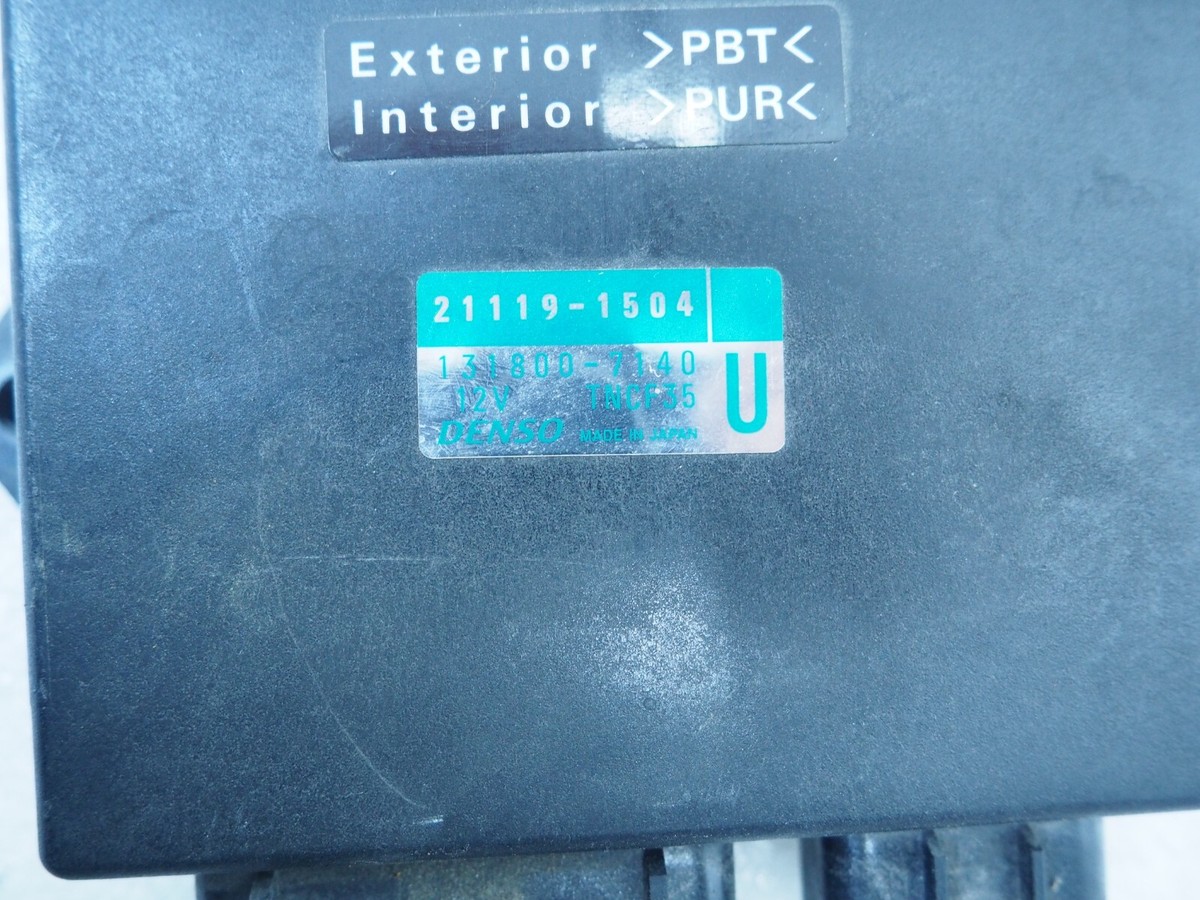 Exterior >PBT<
Interior >PUR<
21119-1504
131800-7140
12V TNCF35
U
DENSO MADE IN JAPAN